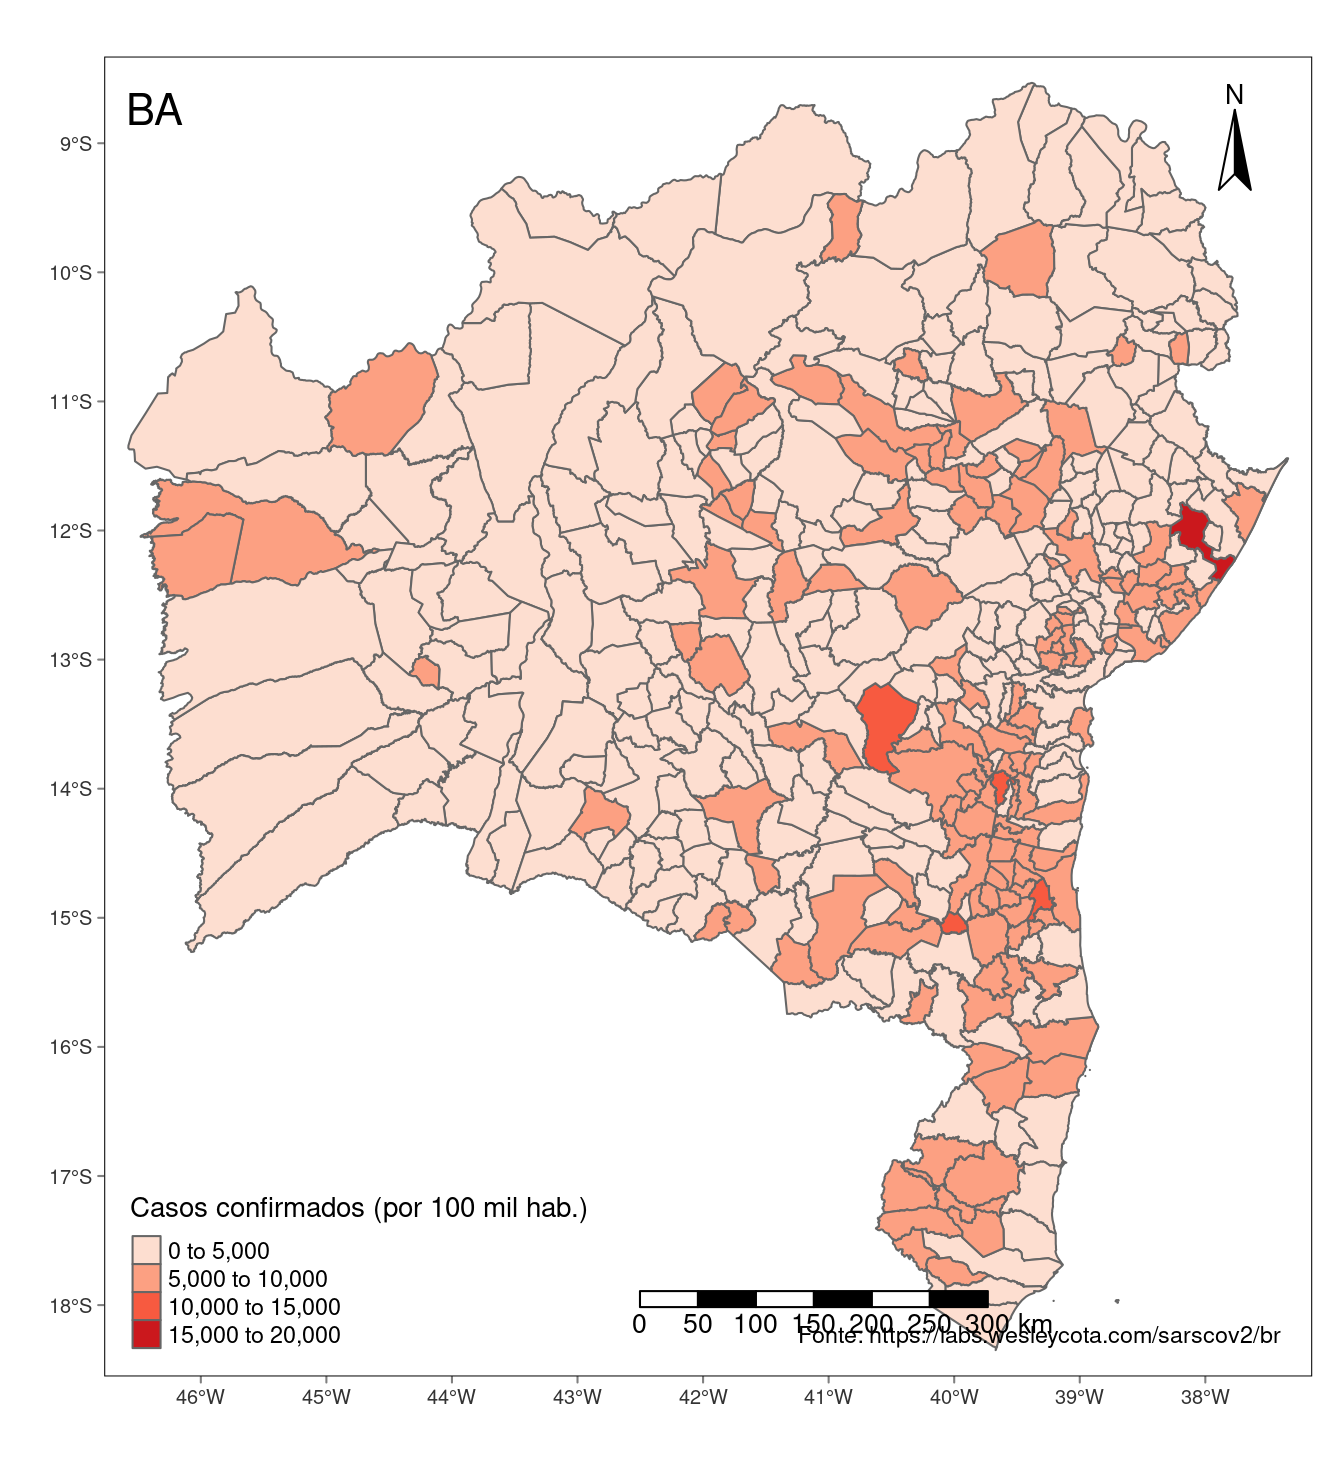 BA
N
9°S
10°S
11°S
12°S
13°S
14°S
15°S
16°S
17°S
18°S
Casos confirmados (por 100 mil hab.)
0 to 5,000
5,000 to 10,000
10,000 to 15,000
15,000 to 20,000
0 50 100 150 200 250 300 km
Fonte: https://labs.wesleycota.com/sarscov2/br
46°W 45°W 44°W 43°W 42°W 41°W 40°W 39°W 38°W